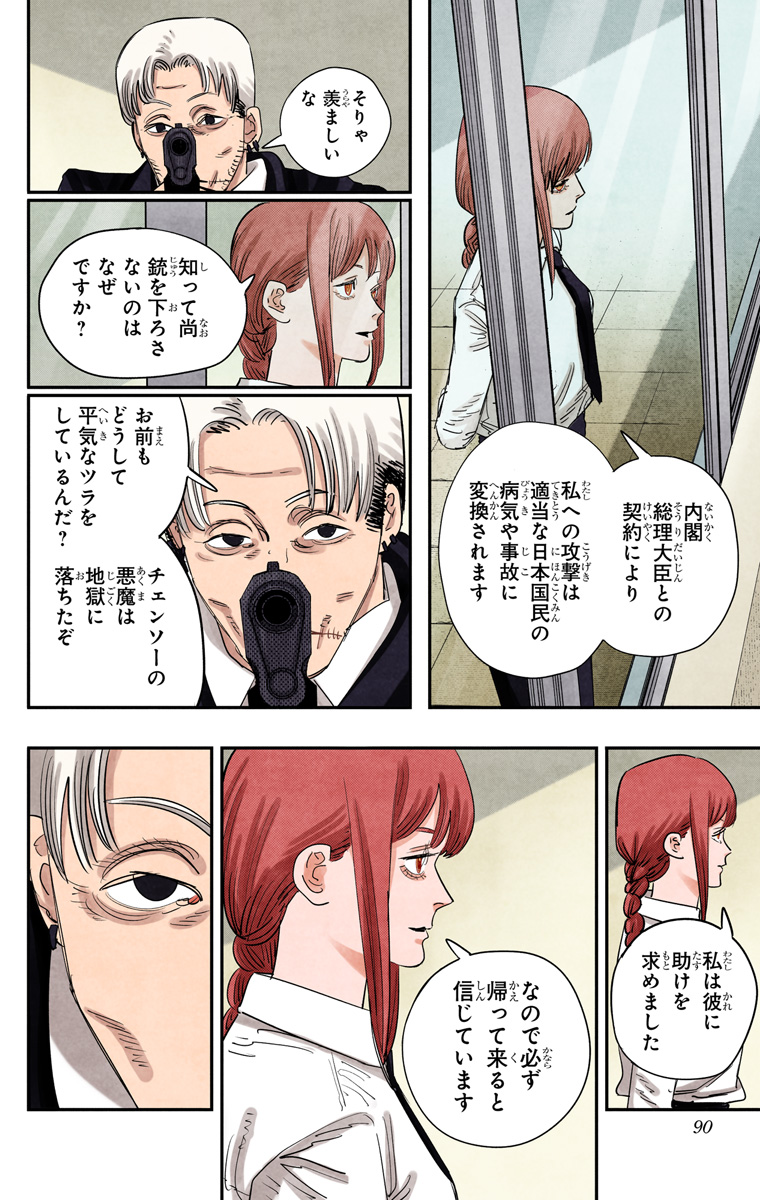 内閣
総理大臣との
契約により
私への攻撃は
適当な日本国民の
病気や事故に
変換されます
そりゃ
羨ましい
な
知って尚
銃を下ろさ
ないのは
なぜ
ですか？
お前も
どうして
平気なツラを
しているんだ？
チェンソーの
悪魔は
地獄に
落ちたぞ
私は彼に
助けを
求めました
なので必ず
帰って来ると
信じています
90